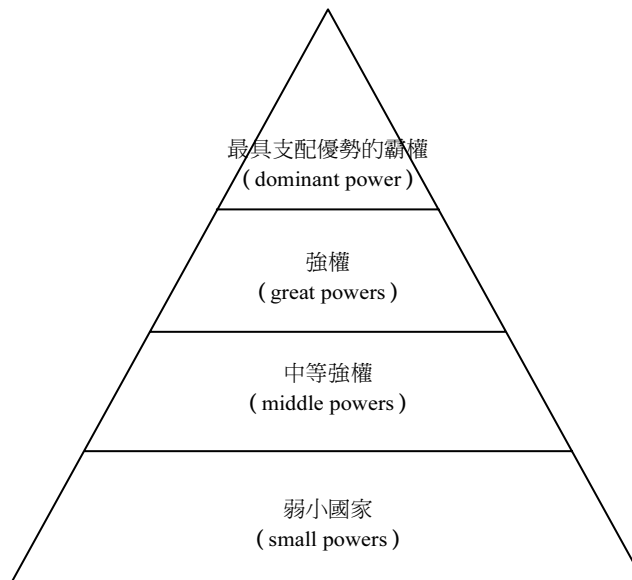 最具支配優勢的霸權
（dominant power）
強權
（great powers）
中等強權
（middle powers）
弱小國家
（small powers）